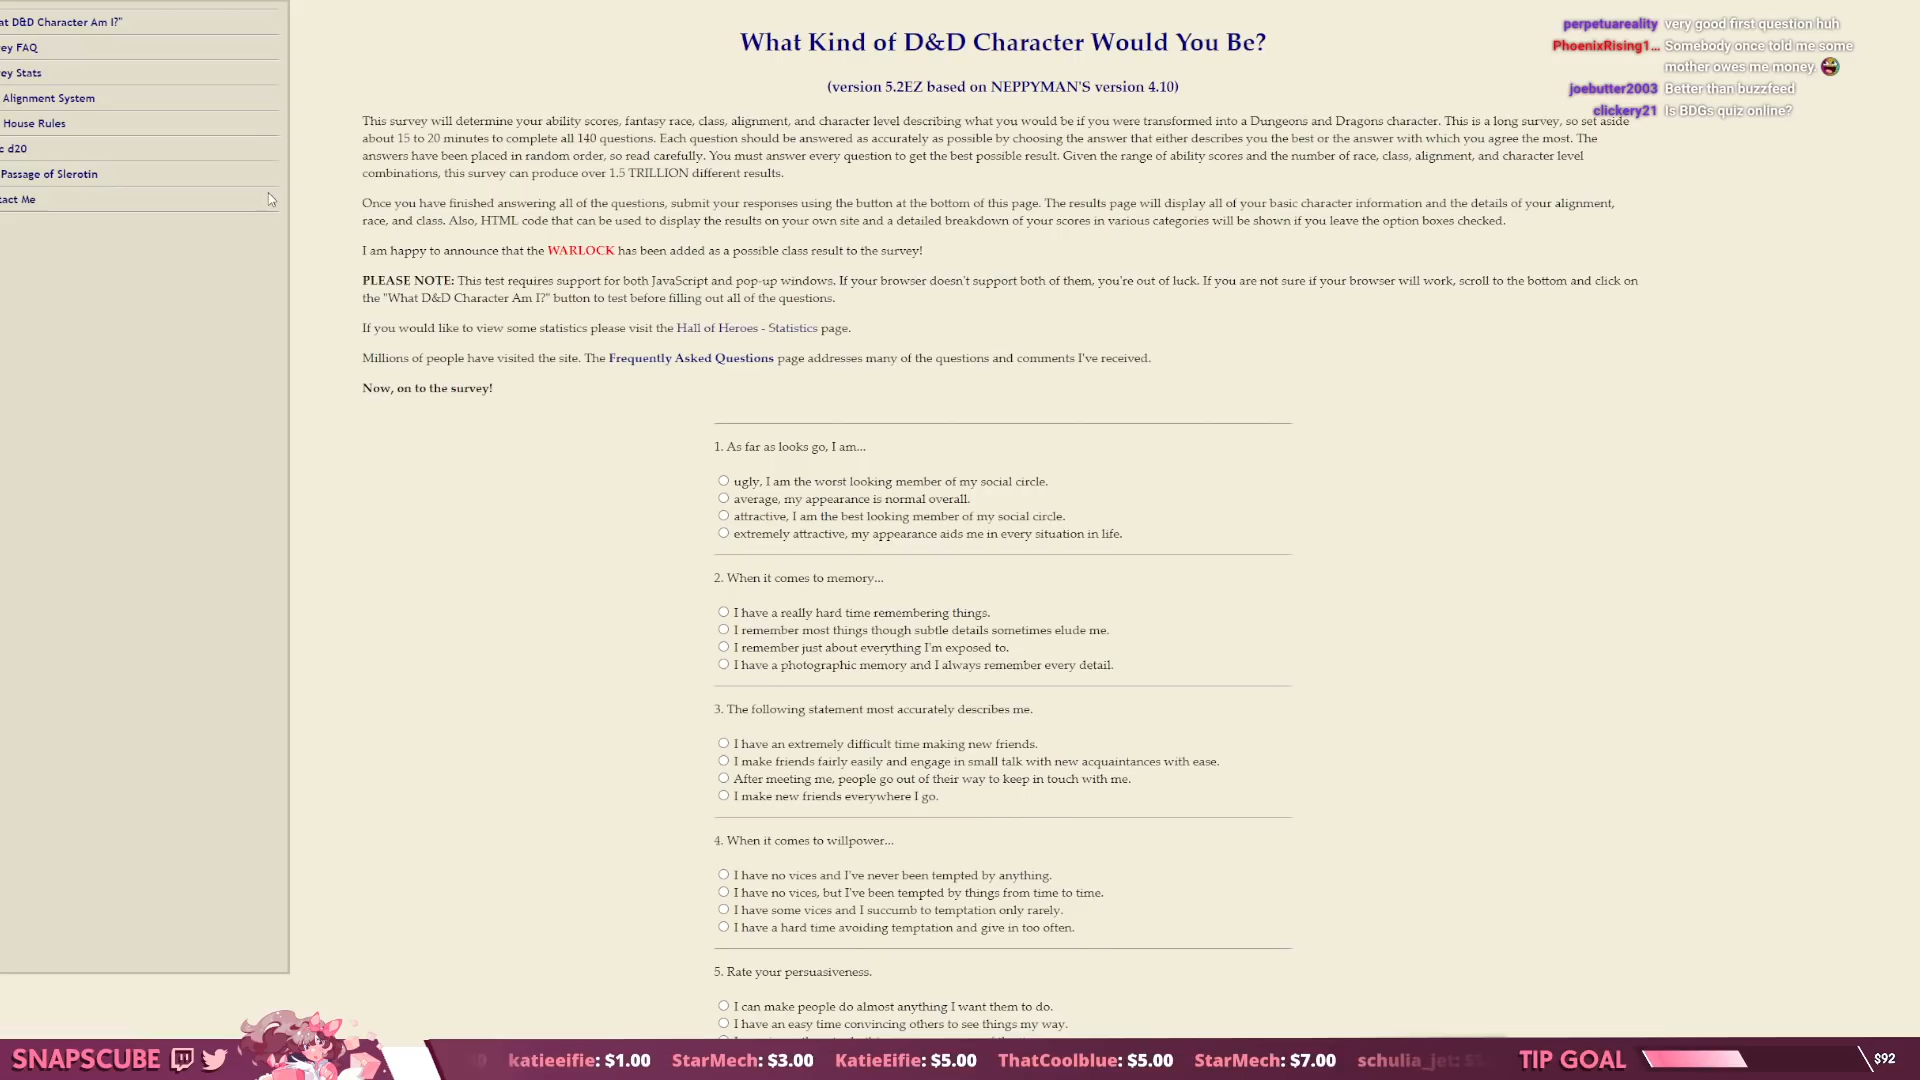 at D&D Character Am I?"
ey FAQ
ey Stats
Alignment System
House Rules
c d20
Passage of Slerotin
tact Me
What Kind of D&D Character Would You Be?
(version 5.2EZ based on NEPPYMAN'S version 4.10)
This survey will determine your ability scores, fantasy race, class, alignment, and character level describing what you would be if you were transformed into a Dungeons and Dragons character. This is a long survey, so set aside
about 15 to 20 minutes to complete all 140 questions. Each question should be answered as accurately as possible by choosing the answer that either describes you the best or the answer with which you agree the most. The
answers have been placed in random order, so read carefully. You must answer every question to get the best possible result. Given the range of ability scores and the number of race, class, alignment, and character level
combinations, this survey can produce over 1.5 TRILLION different results.
Once you have finished answering all of the questions, submit your responses using the button at the bottom of this page. The results page will display all of your basic character information and the details of your alignment,
race, and class. Also, HTML code that can be used to display the results on your own site and a detailed breakdown of your scores in various categories will be shown if you leave the option boxes checked.
I am happy to announce that the WARLOCK has been added as a possible class result to the survey!
PLEASE NOTE: This test requires support for both JavaScript and pop-up windows. If your browser doesn't support both of them, you're out of luck. If you are not sure if your browser will work, scroll to the bottom and click on
the "What D&D Character Am I?" button to test before filling out all of the questions.
If you would like to view some statistics please visit the Hall of Heroes - Statistics page.
Millions of people have visited the site. The Frequently Asked Questions page addresses many of the questions and comments I've received.
Now, on to the survey!
1. As far as looks go, I am...
ugly, I am the worst looking member of my social circle.
average, my appearance is normal overall.
attractive, I am the best looking member of my social circle.
extremely attractive, my appearance aids me in every situation in life.
2. When it comes to memory...
I have a really hard time remembering things.
I remember most things though subtle details sometimes elude me.
I remember just about everything I'm exposed to.
I have a photographic memory and I always remember every detail.
3. The following statement most accurately describes me.
I have an extremely difficult time making new friends.
I make friends fairly easily and engage in small talk with new acquaintances with ease.
After meeting me, people go out of their way to keep in touch with me.
I make new friends everywhere I go.
4. When it comes to willpower...
I have no vices and I've never been tempted by anything.
I have no vices, but I've been tempted by things from time to time.
I have some vices and I succumb to temptation only rarely.
I have a hard time avoiding temptation and give in too often.
5. Rate your persuasiveness.
I can make people do almost anything I want them to do.
I have an easy time convincing others to see things my way.
perpetuareality very good first question huh
PhoenixRising1... Somebody once told me some
mother owes me money.
joebutter2003 Better than buzzfeed
clickery21 Is BDGs quiz online?
SNAPSCUBE
katieeifie: $1.00 StarMech: $3.00 KatieEifie: $5.00 ThatCoolblue: $5.00 StarMech: $7.00 schulia_jet:
TIP GOAL $92